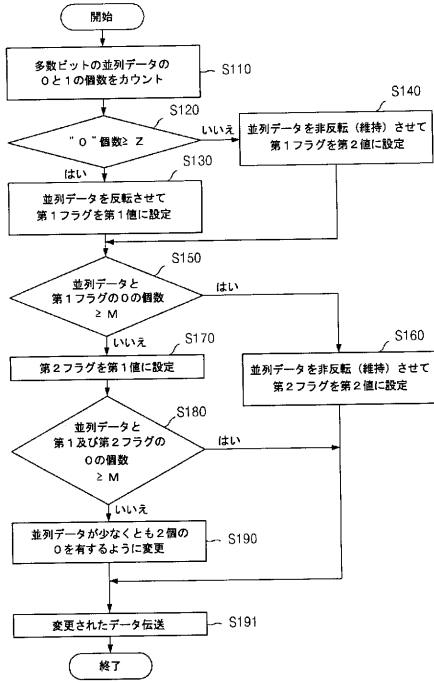 開始
多数ビットの並列データの
0と1の個数をカウント
S110
S120
"0"個数≧ Z
いいえ
S140
並列データを非反転（維持）させて
第1フラグを第2値に設定
はい
S130
並列データを反転させて
第1フラグを第1値に設定
S150
並列データと
第1フラグの0の個数
≧ M
はい
いいえ
S170
第2フラグを第1値に設定
S160
並列データを非反転（維持）させて
第2フラグを第2値に設定
S180
並列データと
第1及び第2フラグの
0の個数
≧ M
はい
いいえ
並列データが少なくとも2個の
0を有するように変更
S190
変更されたデータ伝送
S191
終了